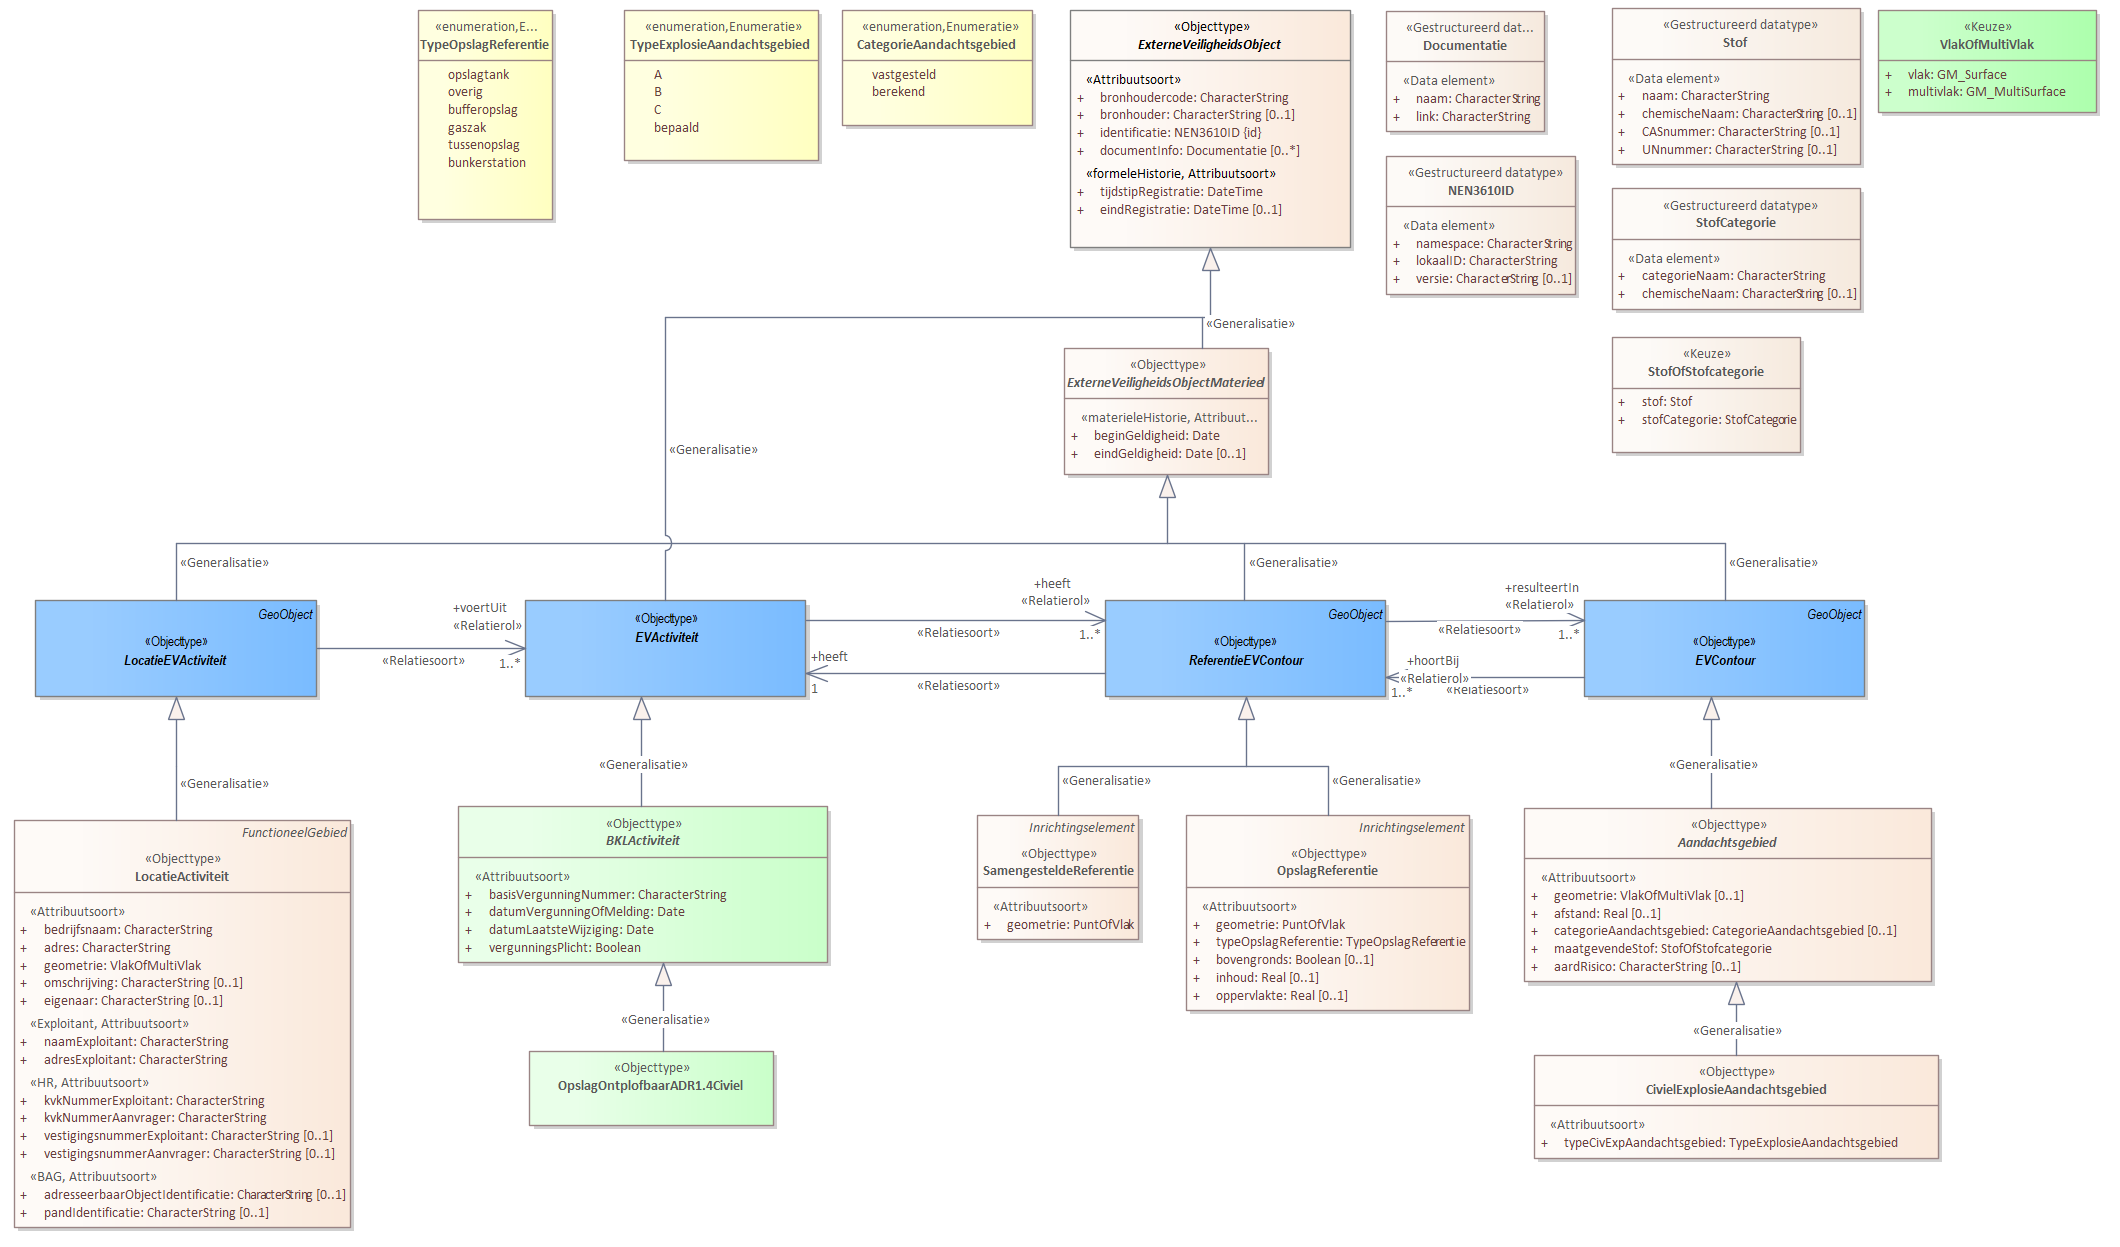 «enumeration,E...
TypeOpslagReferentie
opslagtank
overig
bufferopslag
gaszak
tussenopslag
bunkerstation
«enumeration,Enumeratie»
TypeExplosieAandachtsgebied
A
B
C
bepaald
«enumeration,Enumeratie»
CategorieAandachtsgebied
vastgesteld
berekend
«Objecttype»
ExterneVeiligheidsObject
«Attribuutsoort»
+ bronhoudercode: CharacterString
+ bronhouder: CharacterString [0..1]
+ identificatie: NEN3610ID {id}
+ documentInfo: Documentatie [0..*]
«formeleHistorie, Attribuutsoort»
+ tijdstipRegistratie: DateTime
+ eindRegistratie: DateTime [0..1]
«Gestructureerd dat...
Documentatie
«Data element»
+ naam: CharacterString
+ link: CharacterString
«Gestructureerd datatype»
NEN3610ID
«Data element»
+ namespace: CharacterString
+ lokaalID: CharacterString
+ versie: CharacterString [0..1]
«Gestructureerd datatype»
Stof
«Data element»
+ naam: CharacterString
+ chemischeNaam: CharacterString [0..1]
+ CASnummer: CharacterString [0..1]
+ UNnummer: CharacterString [0..1]
«Gestructureerd datatype»
StofCategorie
«Data element»
+ categorieNaam: CharacterString
+ chemischeNaam: CharacterString [0..1]
«Keuze»
StofOfStofcategorie
+ stof: Stof
+ stofCategorie: StofCategorie
«Keuze»
VlakOfMultiVlak
+ vlak: GM_Surface
+ multivlak: GM_MultiSurface
«Generalisatie»
«Objecttype»
ExterneVeiligheidsObjectMaterieel
«materieleHistorie, Attribuut...
+ beginGeldigheid: Date
+ eindGeldigheid: Date [0..1]
«Generalisatie»
«Generalisatie»
«Generalisatie»
«Generalisatie»
GeoObject
«Objecttype»
LocatieEVActiviteit
+voertUit
«Relatierol»
«Relatiesoort»
1..*
«Objecttype»
EVActiviteit
+heeft
«Relatierol»
«Relatiesoort»
1..*
+heeft
«Relatiesoort»
1
GeoObject
«Objecttype»
ReferentieEVContour
+resulteertIn
«Relatierol»
«Relatiesoort»
1..*
+hoortBij
«Relatierol»
«Relatiesoort»
1..*
GeoObject
«Objecttype»
EVContour
«Generalisatie»
«Generalisatie»
«Generalisatie»
«Generalisatie»
«Generalisatie»
FunctioneelGebied
«Objecttype»
LocatieActiviteit
«Attribuutsoort»
+ bedrijfsnaam: CharacterString
+ adres: CharacterString
+ geometrie: VlakOfMultiVlak
+ omschrijving: CharacterString [0..1]
+ eigenaar: CharacterString [0..1]
«Exploitant, Attribuutsoort»
+ naamExploitant: CharacterString
+ adresExploitant: CharacterString
«HR, Attribuutsoort»
+ kvkNummerExploitant: CharacterString
+ kvkNummerAanvrager: CharacterString
+ vestigingsnummerExploitant: CharacterString [0..1]
+ vestigingsnummerAanvrager: CharacterString [0..1]
«BAG, Attribuutsoort»
+ adresseerbaarObjectIdentificatie: CharacterString [0..1]
+ pandIdentificatie: CharacterString [0..1]
«Objecttype»
BKLActiviteit
«Attribuutsoort»
+ basisVergunningNummer: CharacterString
+ datumVergunningOfMelding: Date
+ datumLaatsteWijziging: Date
+ vergunningsPlicht: Boolean
«Generalisatie»
«Objecttype»
OpslagOntplofbaarADR1.4Civiel
Inrichtingselement
«Objecttype»
SamengesteldeReferentie
«Attribuutsoort»
+ geometrie: PuntOfVlak
Inrichtingselement
«Objecttype»
OpslagReferentie
«Attribuutsoort»
+ geometrie: PuntOfVlak
+ typeOpslagReferentie: TypeOpslagReferentie
+ bovengronds: Boolean [0..1]
+ inhoud: Real [0..1]
+ oppervlakte: Real [0..1]
«Objecttype»
Aandachtsgebied
«Attribuutsoort»
+ geometrie: VlakOfMultiVlak [0..1]
+ afstand: Real [0..1]
+ categorieAandachtsgebied: CategorieAandachtsgebied [0..1]
+ maatgevendeStof: StofOfStofcategorie
+ aardRisico: CharacterString [0..1]
«Generalisatie»
«Objecttype»
CivielExplosieAandachtsgebied
«Attribuutsoort»
+ typeCivExpAandachtsgebied: TypeExplosieAandachtsgebied